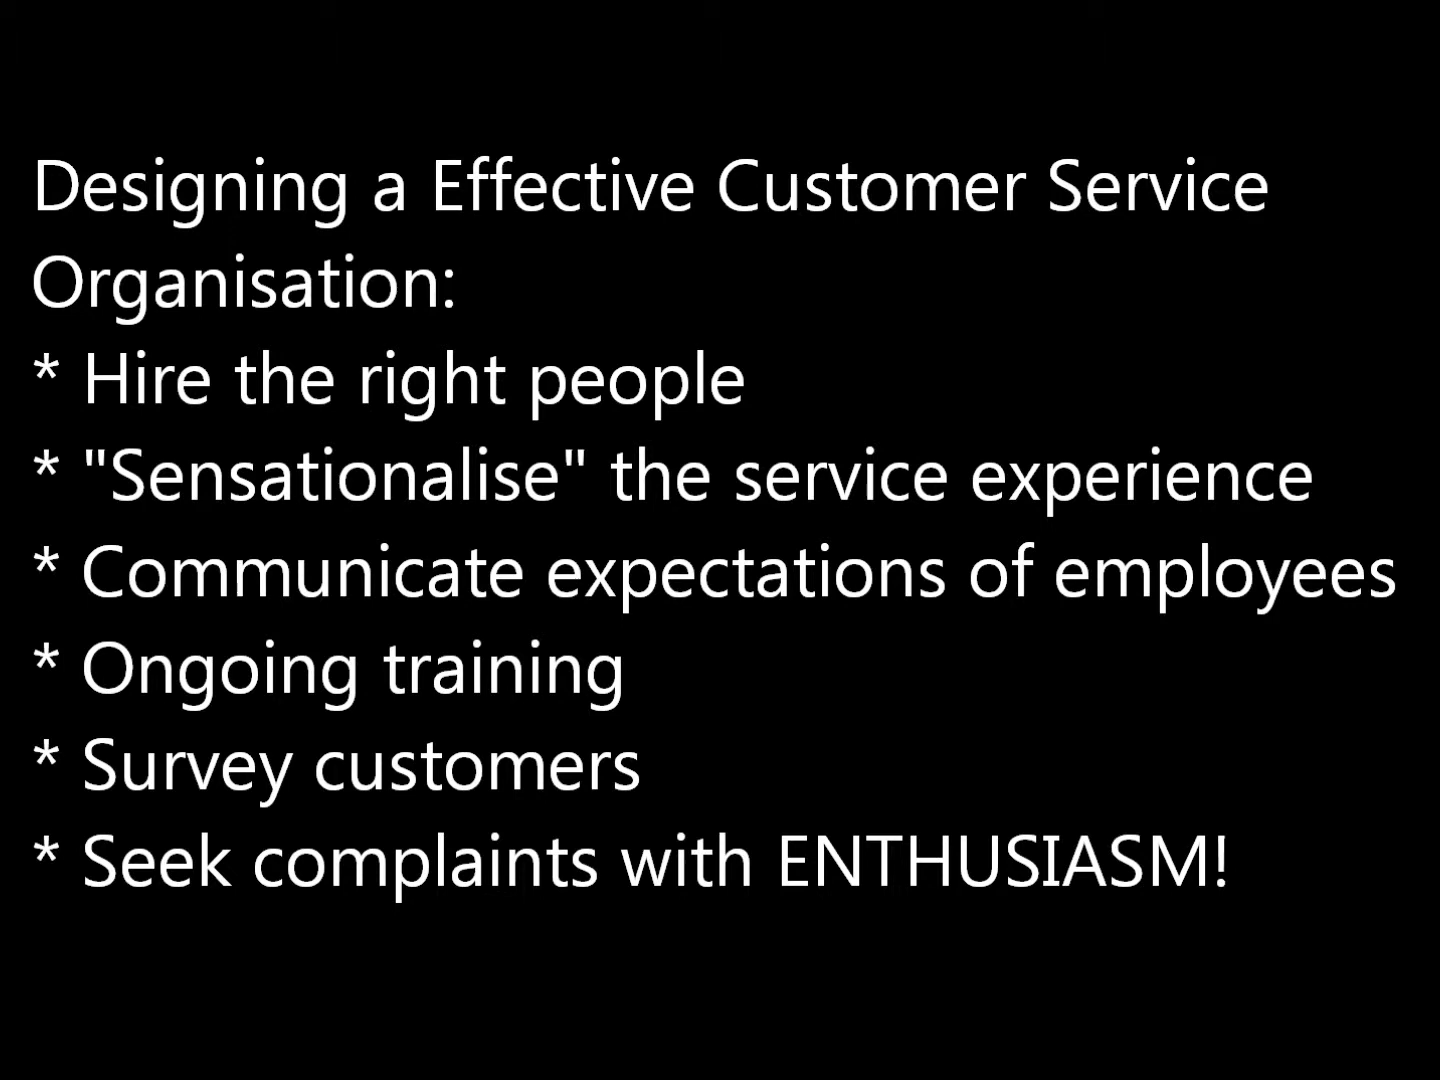 Designing a Effective Customer Service
Organisation:
* Hire the right people
* "Sensationalise" the service experience
* Communicate expectations of employees
* Ongoing training
* Survey customers
* Seek complaints with ENTHUSIASM!